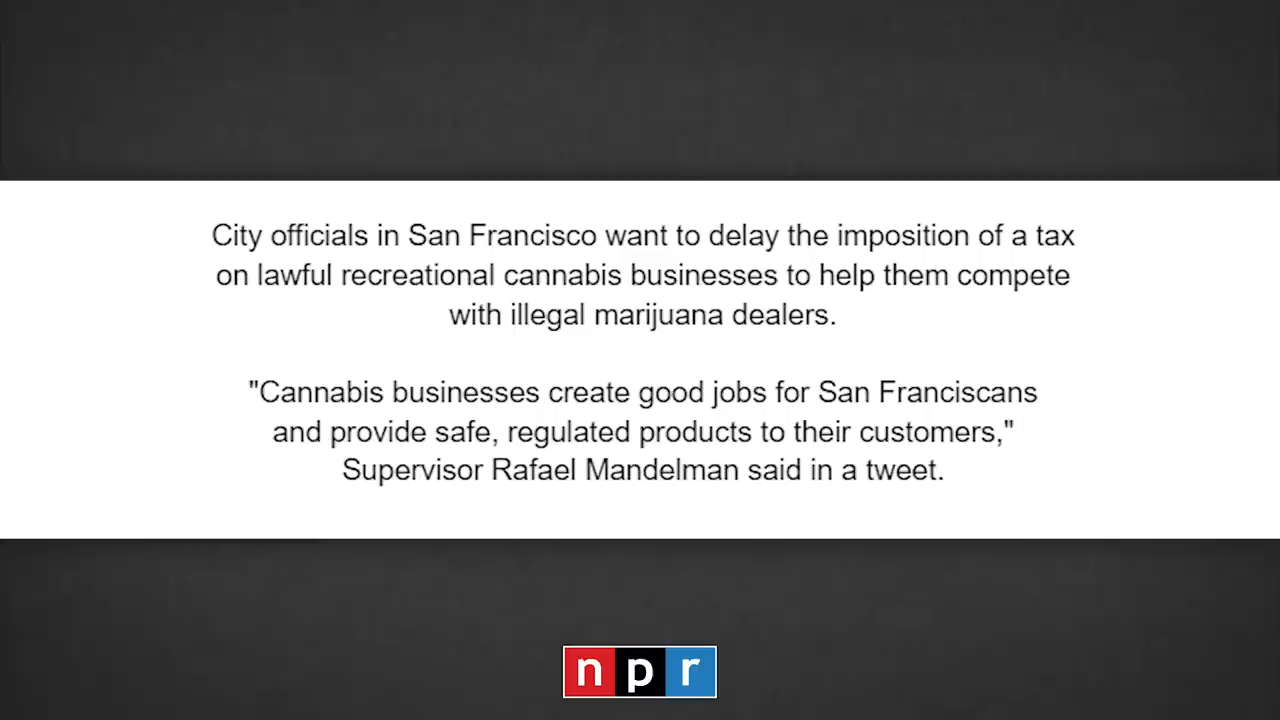 City officials in San Francisco want to delay the imposition of a tax
on lawful recreational cannabis businesses to help them compete
with illegal marijuana dealers.
"Cannabis businesses create good jobs for San Franciscans
and provide safe, regulated products to their customers,"
Supervisor Rafael Mandelman said in a tweet.
npr